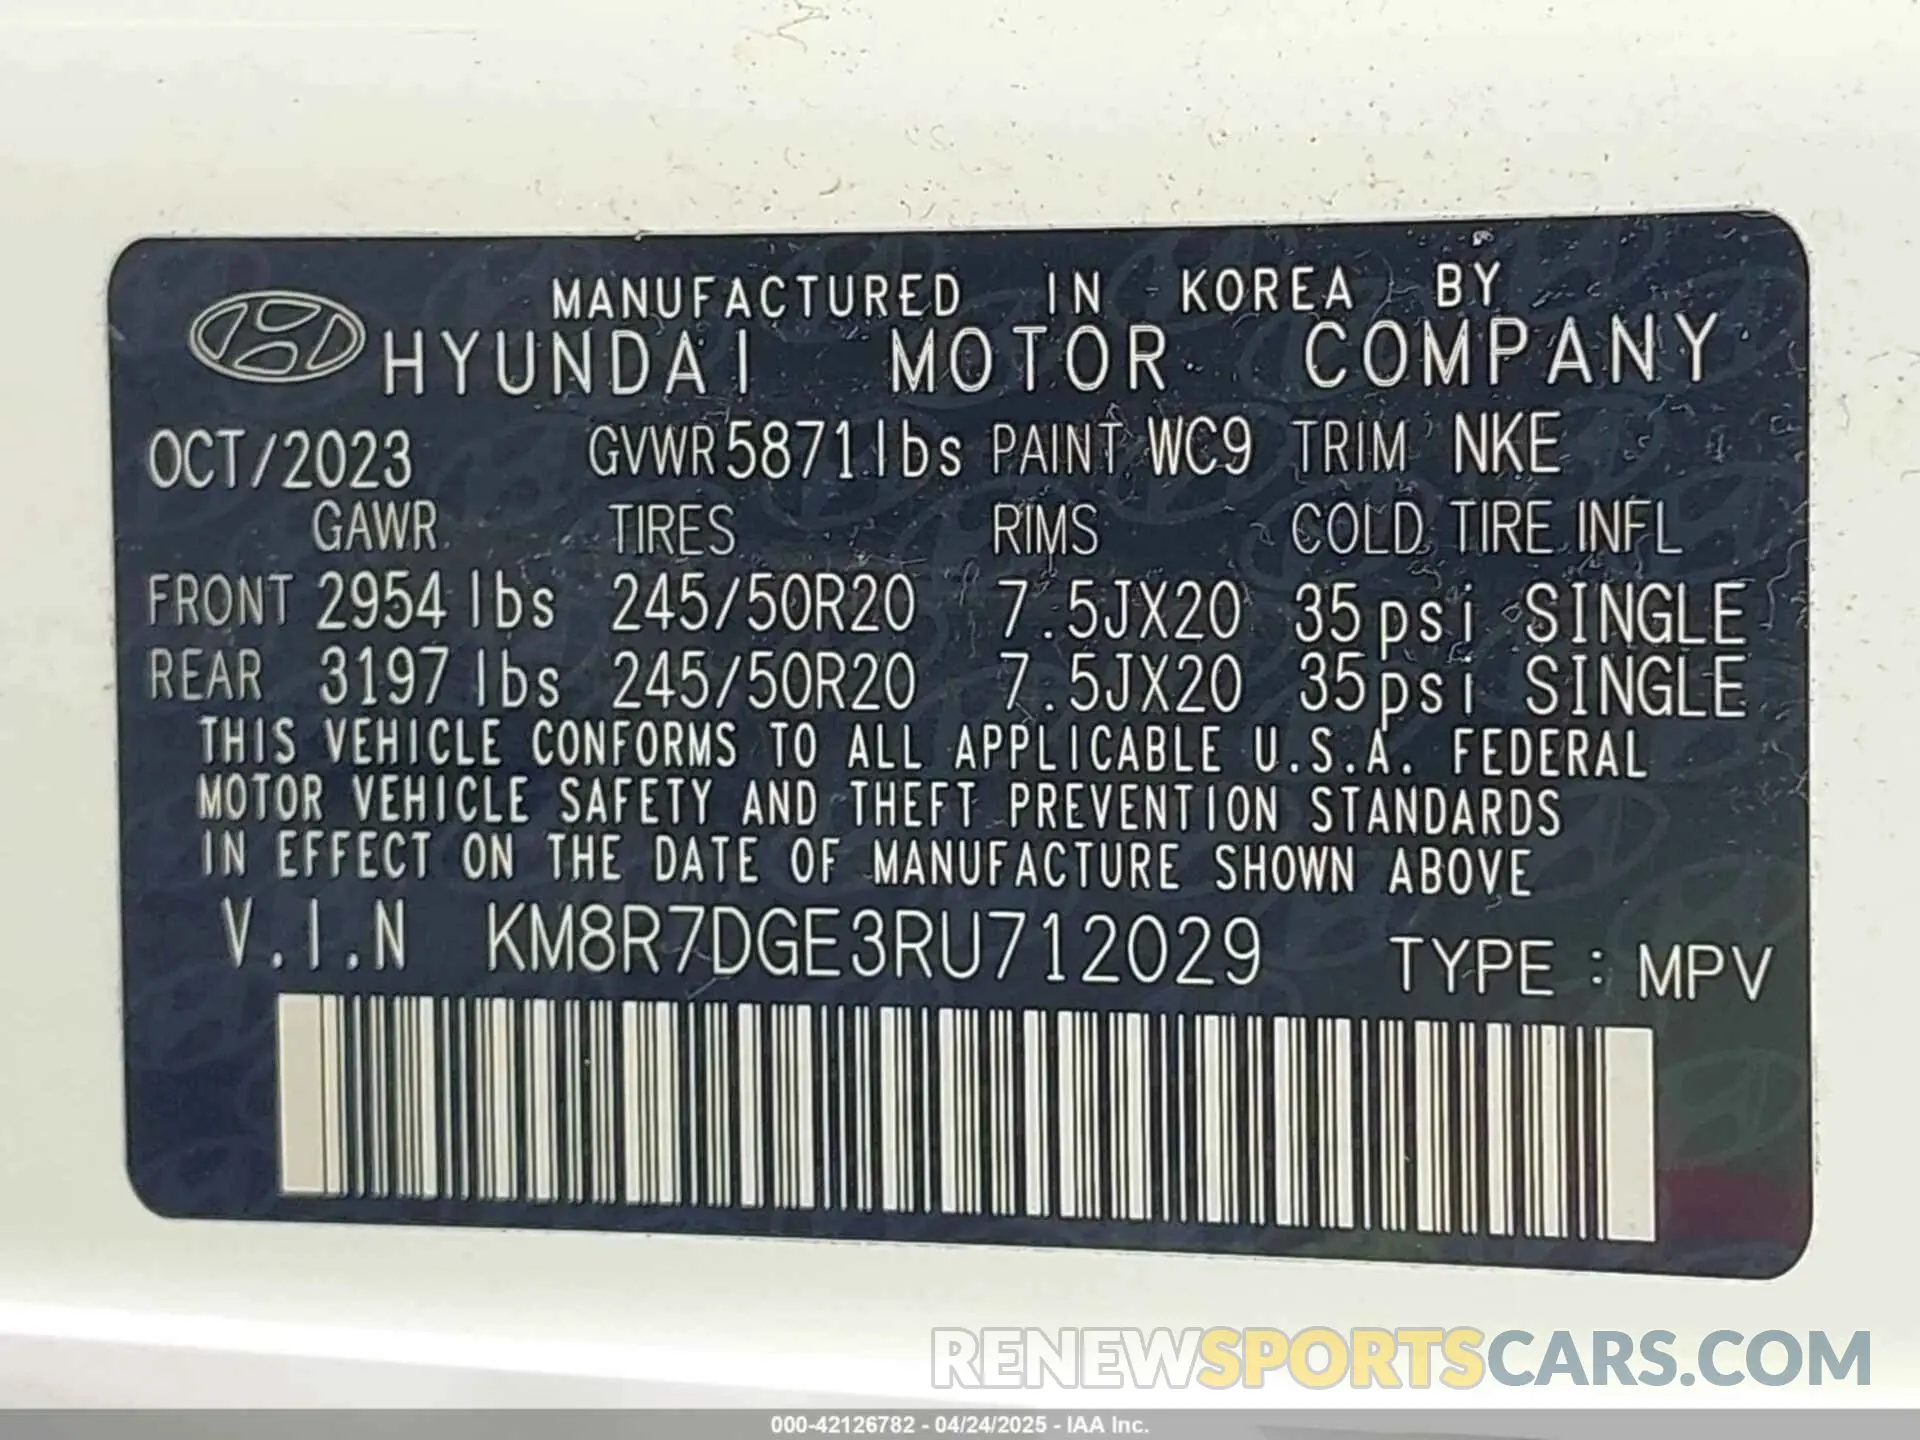 MANUFACTURED IN KOREA BY
HYUNDAI MOTOR COMPANY
OCT/2023 GVWR 5871 lbs PAINT WC9 TRIM NKE
GAWR TIRES RIMS COLD TIRE INFL
FRONT 2954 lbs 245/50R20 7.5JX20 35psi SINGLE
REAR 3197 lbs 245/50R20 7.5JX20 35psi SINGLE
THIS VEHICLE CONFORMS TO ALL APPLICABLE U.S.A. FEDERAL
MOTOR VEHICLE SAFETY AND THEFT PREVENTION STANDARDS
IN EFFECT ON THE DATE OF MANUFACTURE SHOWN ABOVE
V.I.N KM8R7DGE3RU712029 TYPE : MPV
RENEWSPORTSCARS.COM
000-42126782 - 04/24/2025 - IAA Inc.